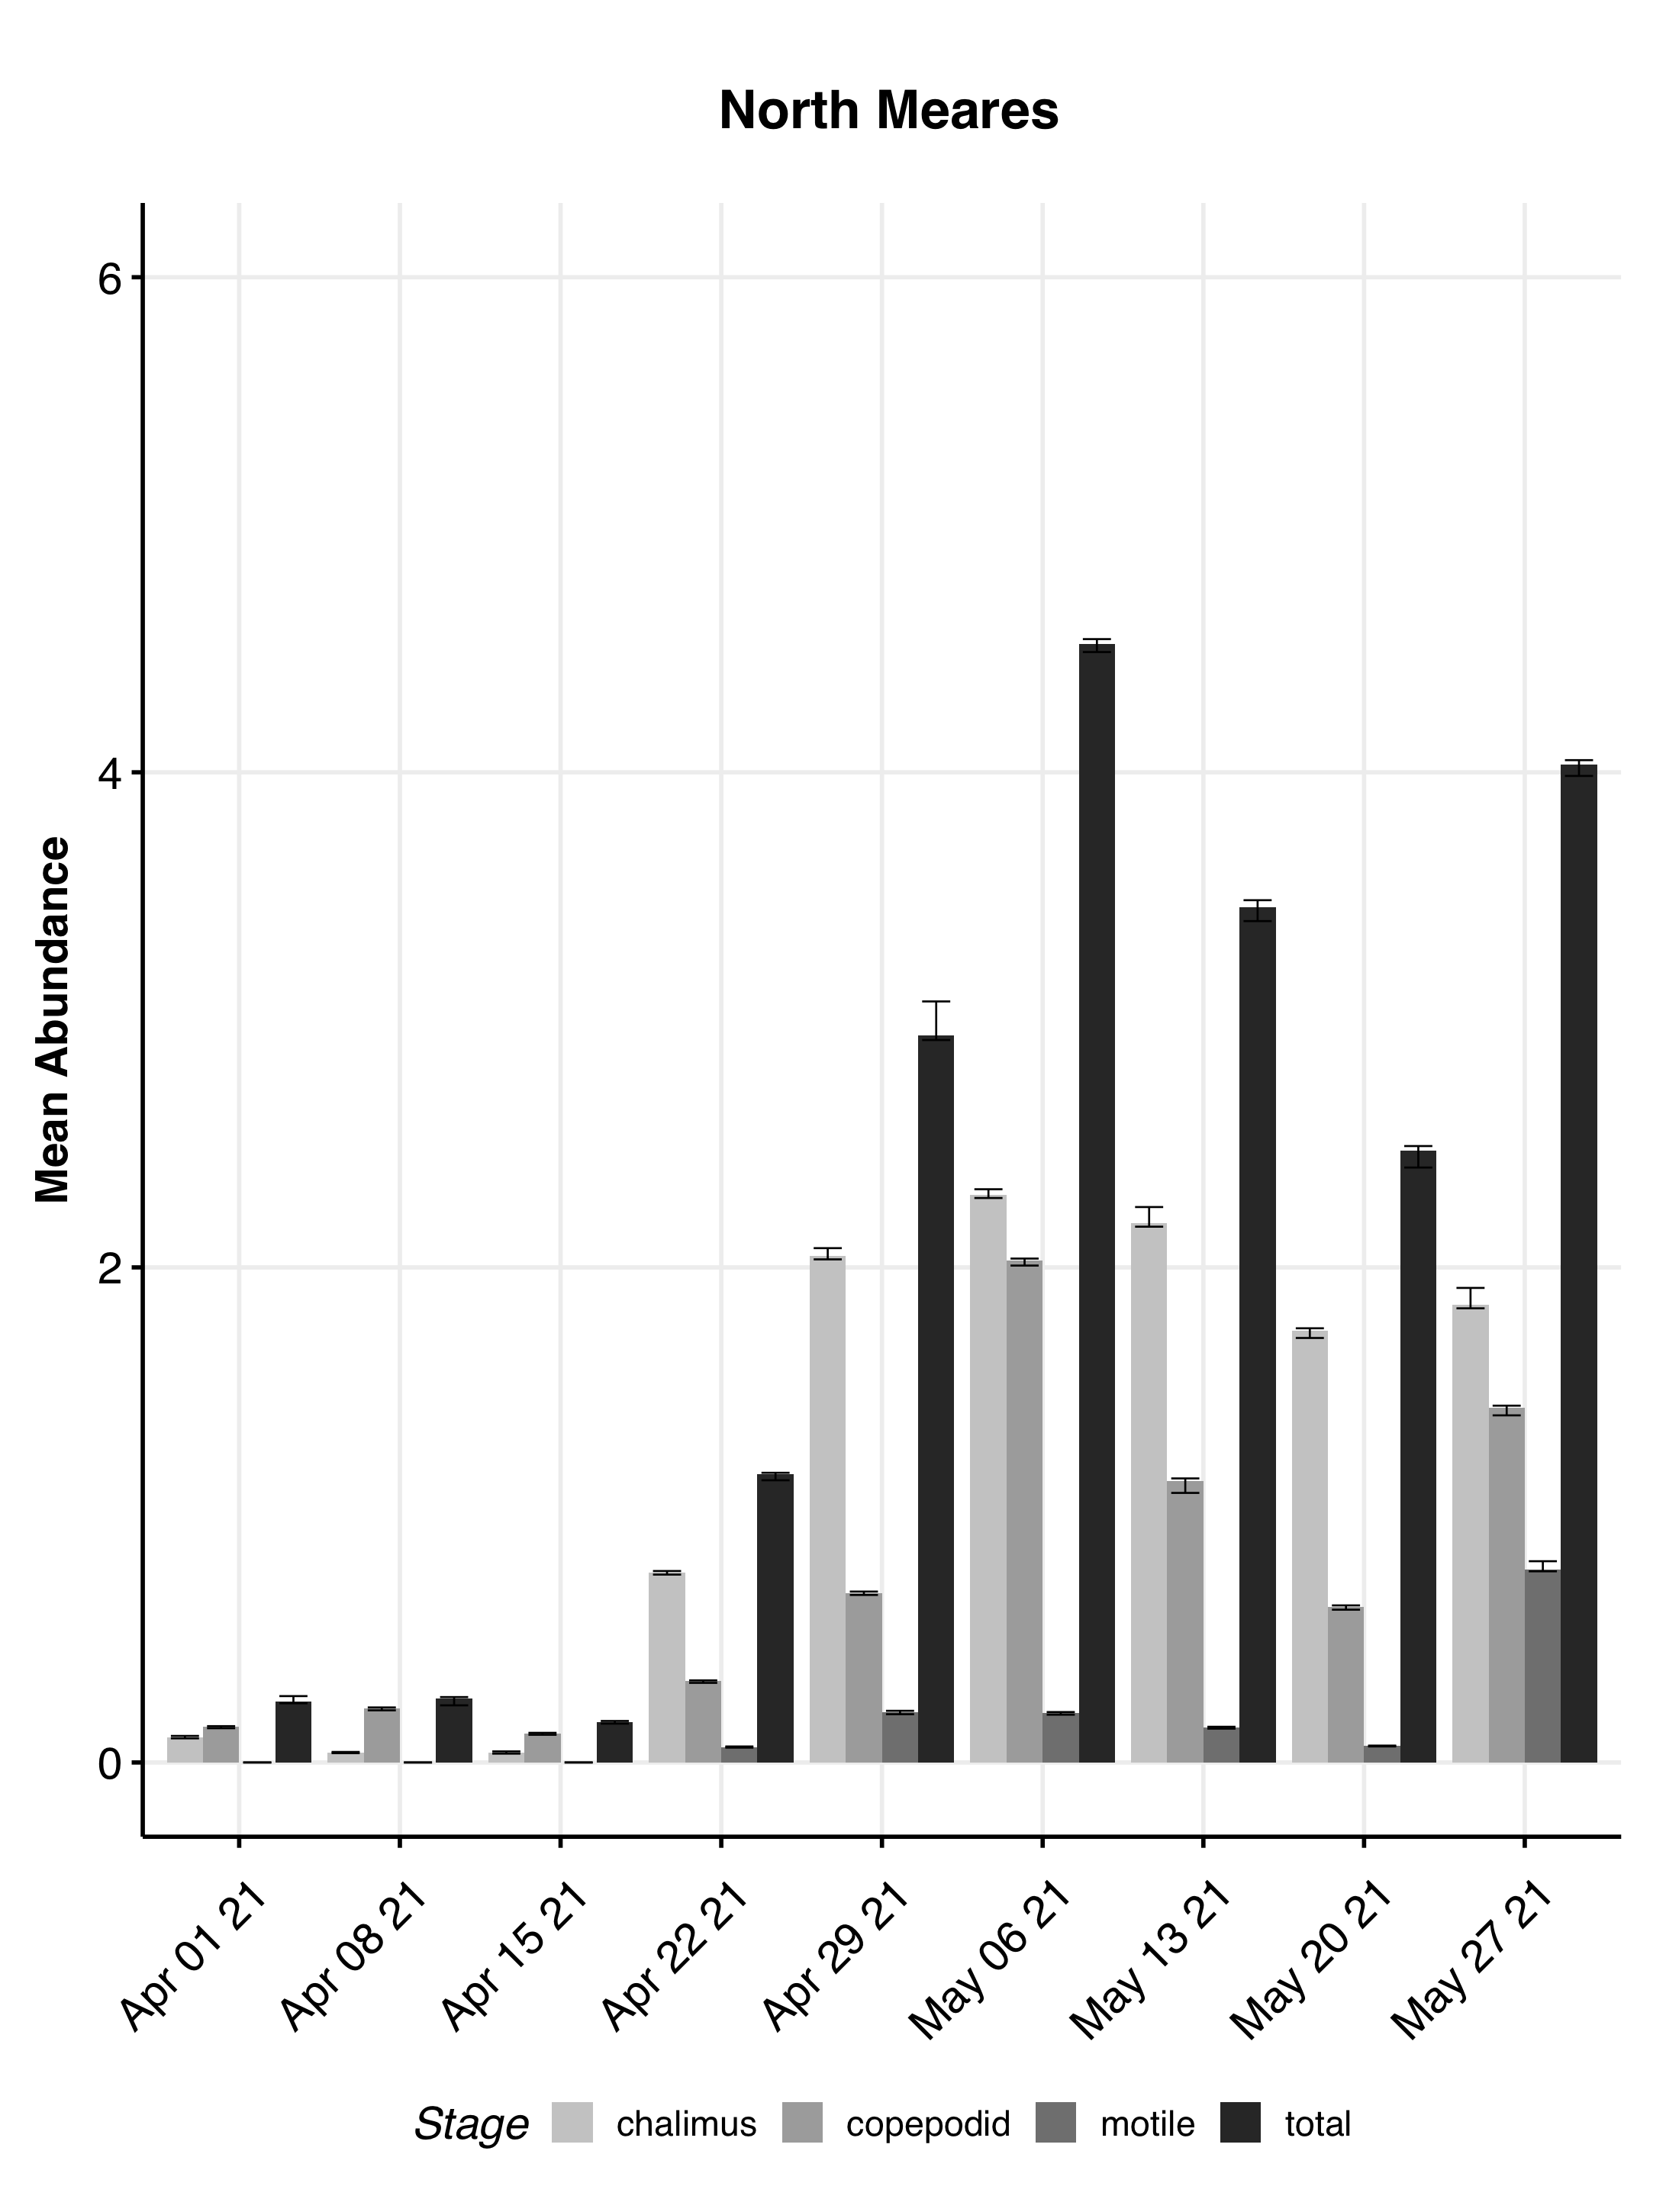 North Meares
Mean Abundance
6
4
2
0
Apr 01 21
Apr 08 21
Apr 15 21
Apr 22 21
Apr 29 21
May 06 21
May 13 21
May 20 21
May 27 21
Stage chalimus copepodid motile total